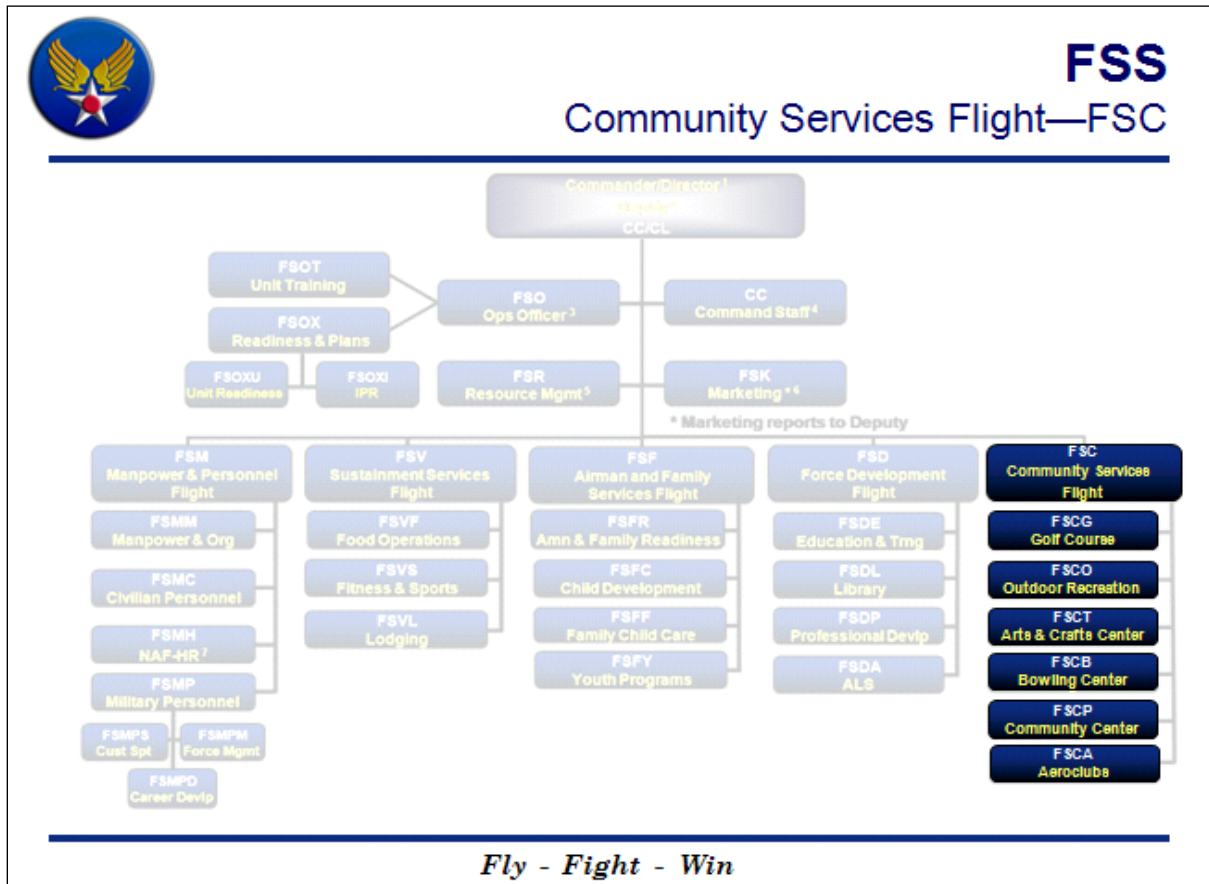 FSS
Community Services Flight—FSC
Commander/Director ¹
CC/CL
FSOT
Unit Training
FSO
Ops Officer ³
CC
Command Staff ⁴
FSOX
Readiness & Plans
FSOXU
Unit Readiness
FSOXI
IPR
FSR
Resource Mgmt ⁵
FSK
Marketing * ⁶
* Marketing reports to Deputy
FSM
Manpower & Personnel
Flight
FSMM
Manpower & Org
FSMC
Civilian Personnel
FSMH
NAF-HR ⁷
FSMP
Military Personnel
FSMPS
Cust Spt
FSMPM
Force Mgmt
FSMPD
Career Devlp
FSV
Sustainment Services
Flight
FSVF
Food Operations
FSVS
Fitness & Sports
FSVL
Lodging
FSF
Airman and Family
Services Flight
FSFR
Amn & Family Readiness
FSFC
Child Development
FSFF
Family Child Care
FSFY
Youth Programs
FSD
Force Development
Flight
FSDE
Education & Trng
FSDL
Library
FSDP
Professional Devlp
FSDA
ALS
FSC
Community Services
Flight
FSCG
Golf Course
FSCO
Outdoor Recreation
FSCT
Arts & Crafts Center
FSCB
Bowling Center
FSCP
Community Center
FSCA
Aeroclubs
Fly - Fight - Win